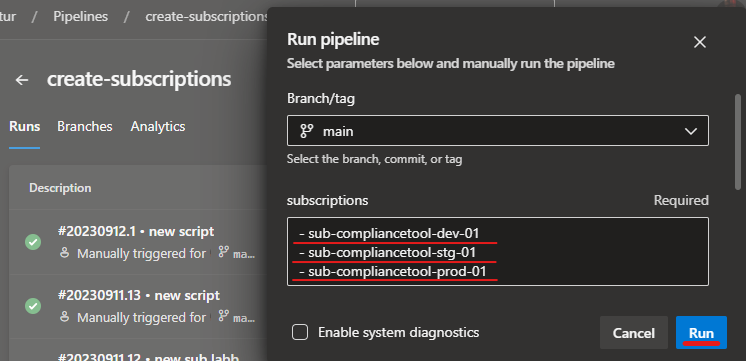 tur / Pipelines / create-subscriptions
create-subscriptions
Runs Branches Analytics
Description
#20230912.1 • new script
Manually triggered for ma...
#20230911.13 • new script
Manually triggered for ma...
#20230911.12 • new sub labb
Run pipeline
Select parameters below and manually run the pipeline
Branch/tag
main
Select the branch, commit, or tag
subscriptions Required
- sub-compliancetool-dev-01
- sub-compliancetool-stg-01
- sub-compliancetool-prod-01
Enable system diagnostics
Cancel Run